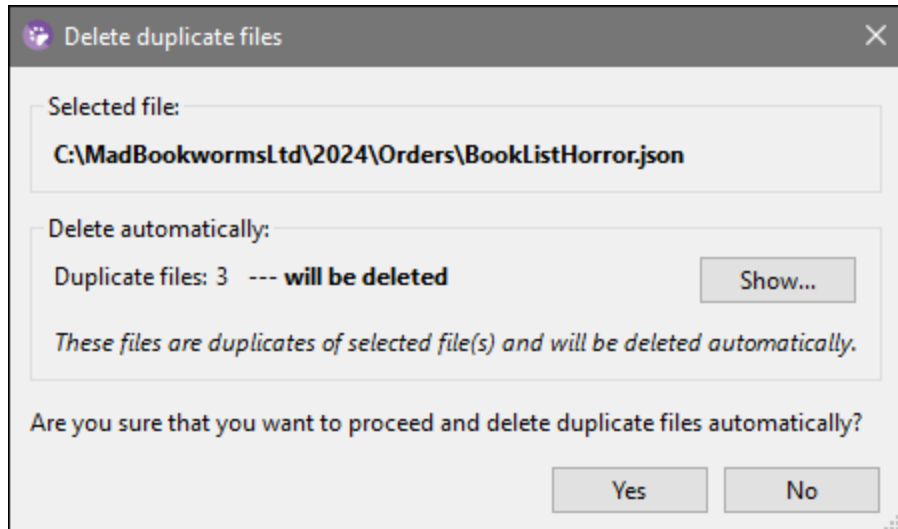 Delete duplicate files
Selected file:
C:\MadBookwormsLtd\2024\Orders\BookListHorror.json
Delete automatically:
Duplicate files: 3 --- will be deleted
Show...
These files are duplicates of selected file(s) and will be deleted automatically.
Are you sure that you want to proceed and delete duplicate files automatically?
Yes
No